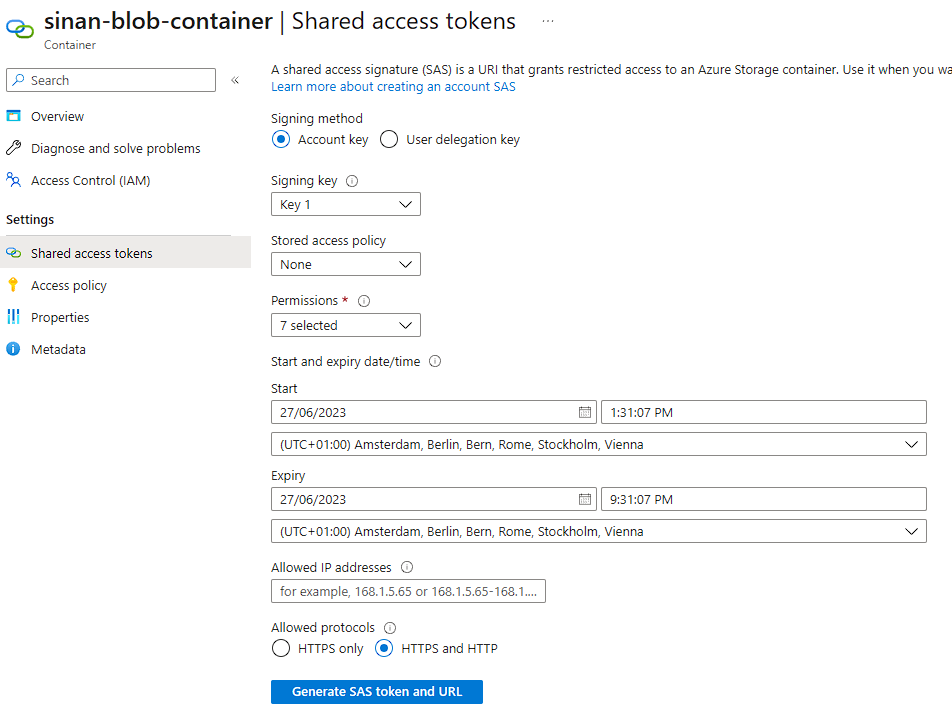 sinan-blob-container | Shared access tokens ...
Container
Search
«
Overview
Diagnose and solve problems
Access Control (IAM)
Settings
Shared access tokens
Access policy
Properties
Metadata
A shared access signature (SAS) is a URI that grants restricted access to an Azure Storage container. Use it when you wa
Learn more about creating an account SAS
Signing method
Account key User delegation key
Signing key
Key 1
Stored access policy
None
Permissions *
7 selected
Start and expiry date/time
Start
27/06/2023 1:31:07 PM
(UTC+01:00) Amsterdam, Berlin, Bern, Rome, Stockholm, Vienna
Expiry
27/06/2023 9:31:07 PM
(UTC+01:00) Amsterdam, Berlin, Bern, Rome, Stockholm, Vienna
Allowed IP addresses
for example, 168.1.5.65 or 168.1.5.65-168.1....
Allowed protocols
HTTPS only HTTPS and HTTP
Generate SAS token and URL